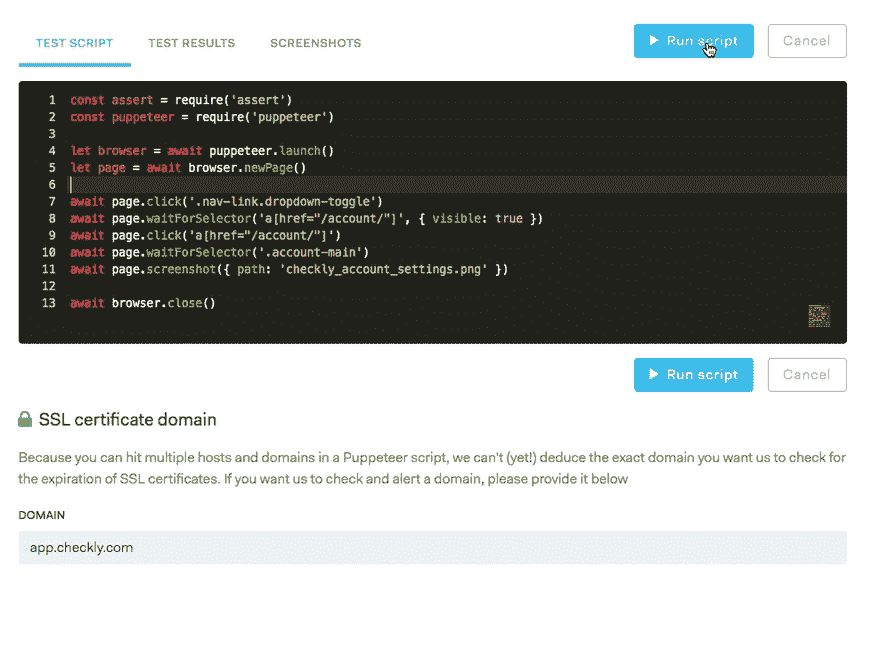 TEST SCRIPT TEST RESULTS SCREENSHOTS Run script Cancel
1 const assert = require('assert')
2 const puppeteer = require('puppeteer')
3
4 let browser = await puppeteer.launch()
5 let page = await browser.newPage()
6
7 await page.click('.nav-link.dropdown-toggle')
8 await page.waitForSelector('a[href="/account/"]', { visible: true })
9 await page.click('a[href="/account/"]')
10 await page.waitForSelector('.account-main')
11 await page.screenshot({ path: 'checkly_account_settings.png' })
12
13 await browser.close()
Run script Cancel
SSL certificate domain
Because you can hit multiple hosts and domains in a Puppeteer script, we can't (yet!) deduce the exact domain you want us to check for
the expiration of SSL certificates. If you want us to check and alert a domain, please provide it below
DOMAIN
app.checkly.com